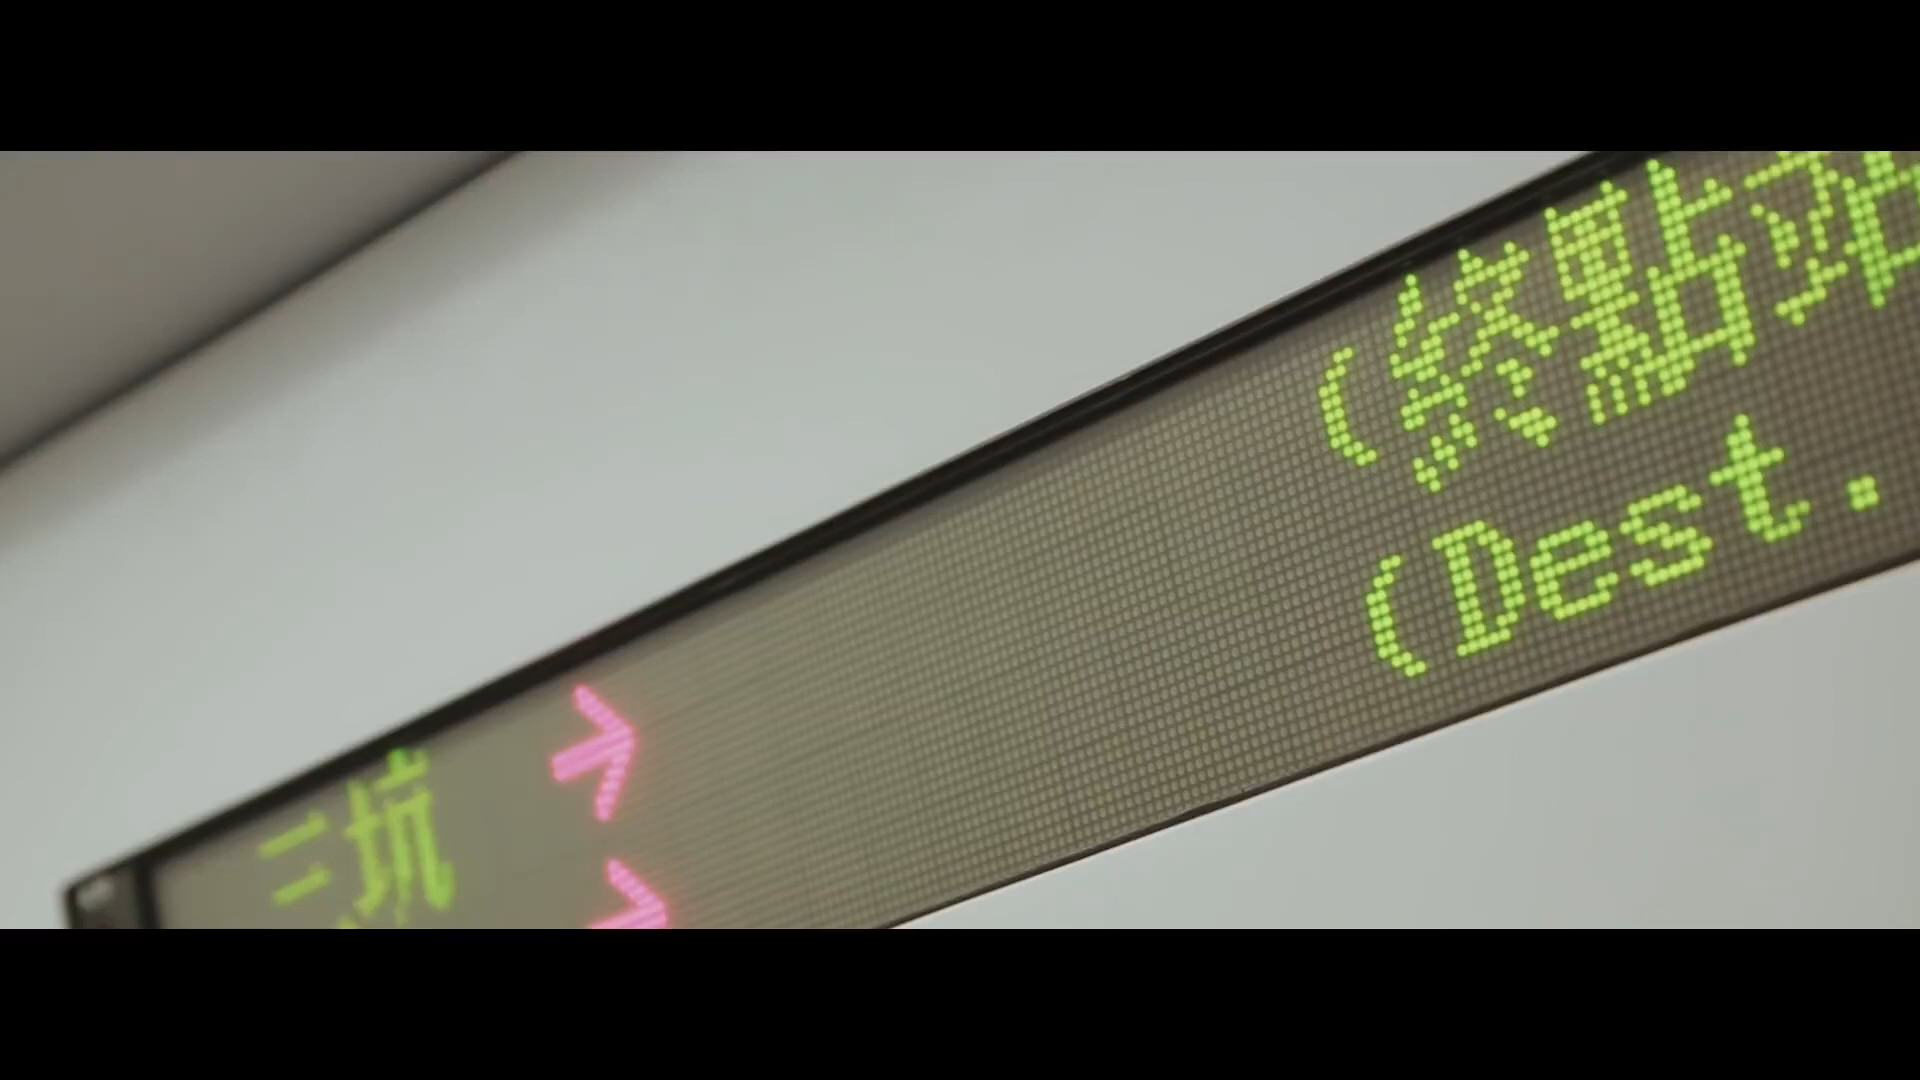 三坑 → (終點站
→ (Dest.